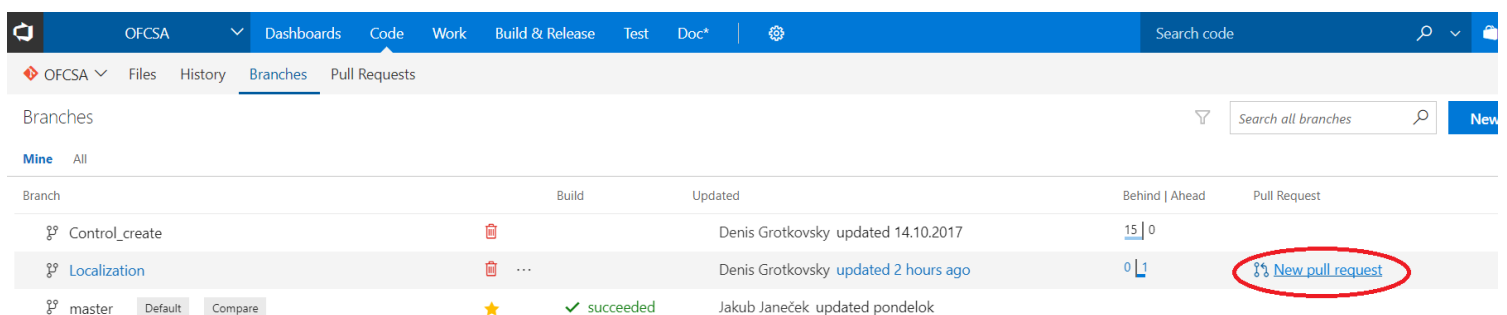 OFCSA Dashboards Code Work Build & Release Test Doc* Search code
OFCSA Files History Branches Pull Requests
Branches Search all branches New
Mine All
Branch Build Updated Behind | Ahead Pull Request
Control_create Denis Grotkovsky updated 14.10.2017 15 | 0
Localization ... Denis Grotkovsky updated 2 hours ago 0 | 1 New pull request
master Default Compare succeeded Jakub Janeček updated pondelok